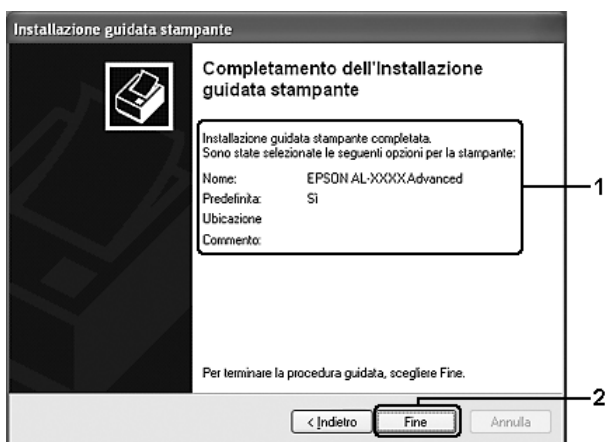 Installazione guidata stampante
Completamento dell'Installazione
guidata stampante
Installazione guidata stampante completata.
Sono state selezionate le seguenti opzioni per la stampante:
Nome: EPSON AL-XXXXAdvanced
Predefinita: Sì
Ubicazione
Commento:
1
Per terminare la procedura guidata, scegliere Fine.
2
< Indietro Fine Annulla